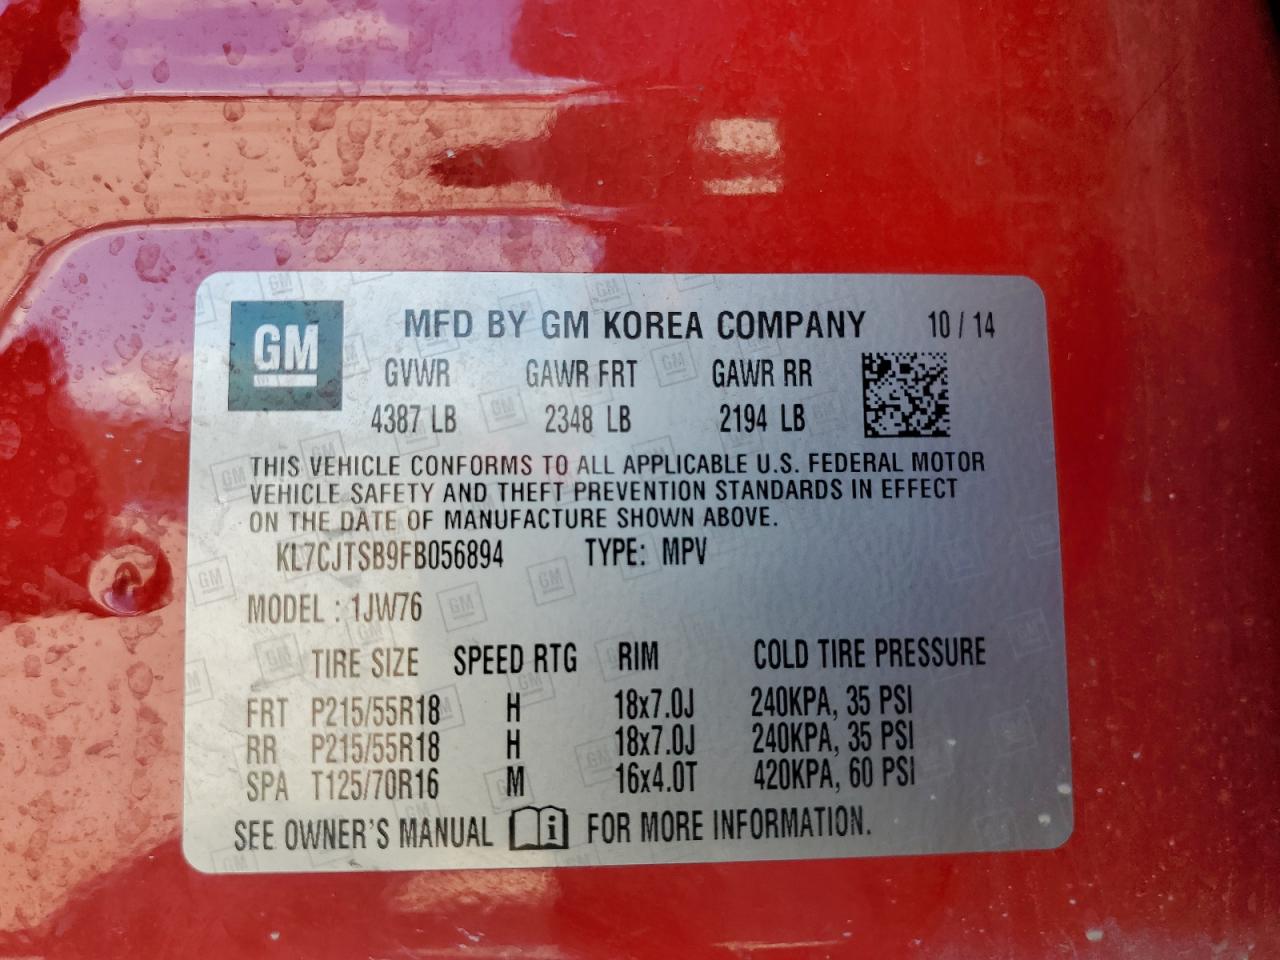 GM
MFD BY GM KOREA COMPANY 10 / 14
GVWR GAWR FRT GAWR RR
4387 LB 2348 LB 2194 LB
THIS VEHICLE CONFORMS TO ALL APPLICABLE U.S. FEDERAL MOTOR
VEHICLE SAFETY AND THEFT PREVENTION STANDARDS IN EFFECT
ON THE DATE OF MANUFACTURE SHOWN ABOVE.
KL7CJTSB9FB056894 TYPE: MPV
MODEL : 1JW76
TIRE SIZE SPEED RTG RIM COLD TIRE PRESSURE
FRT P215/55R18 H 18x7.0J 240KPA, 35 PSI
RR P215/55R18 H 18x7.0J 240KPA, 35 PSI
SPA T125/70R16 M 16x4.0T 420KPA, 60 PSI
SEE OWNER'S MANUAL i FOR MORE INFORMATION.